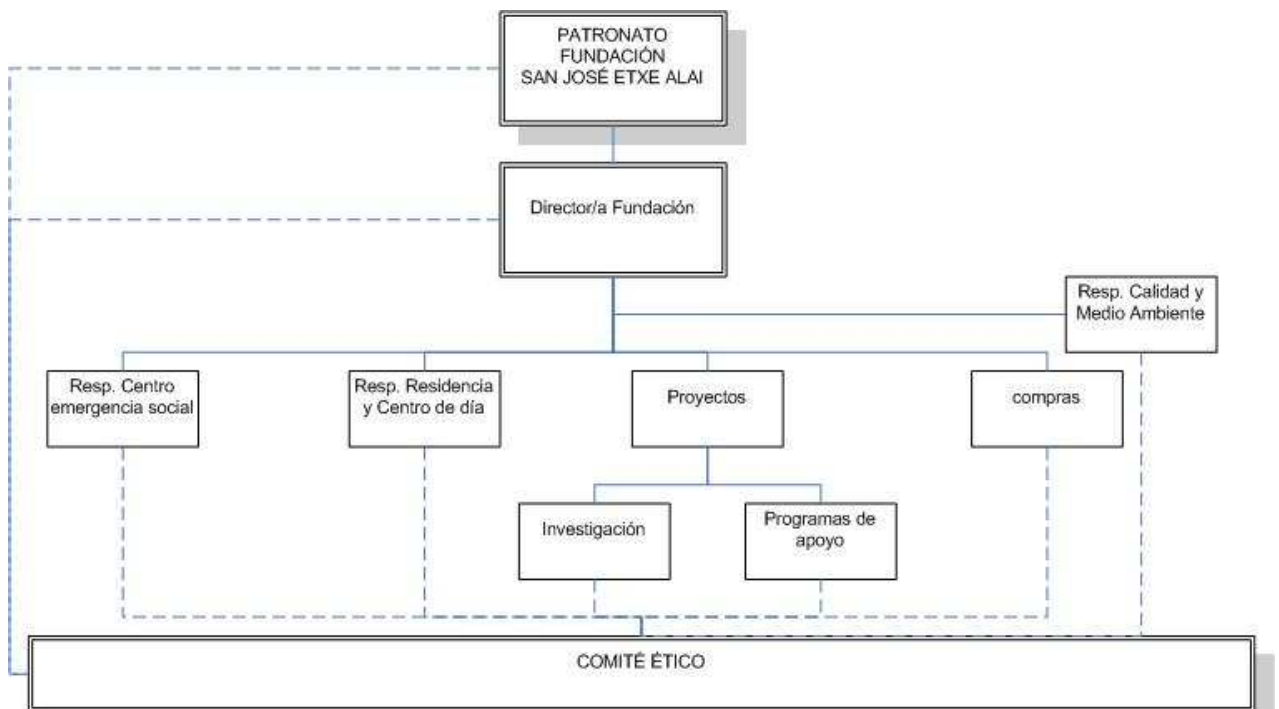 PATRONATO
FUNDACIÓN
SAN JOSÉ ETXE ALAI
Director/a Fundación
Resp. Calidad y
Medio Ambiente
Resp. Centro
emergencia social
Resp. Residencia
y Centro de día
Proyectos
compras
Investigación
Programas de
apoyo
COMITÉ ÉTICO